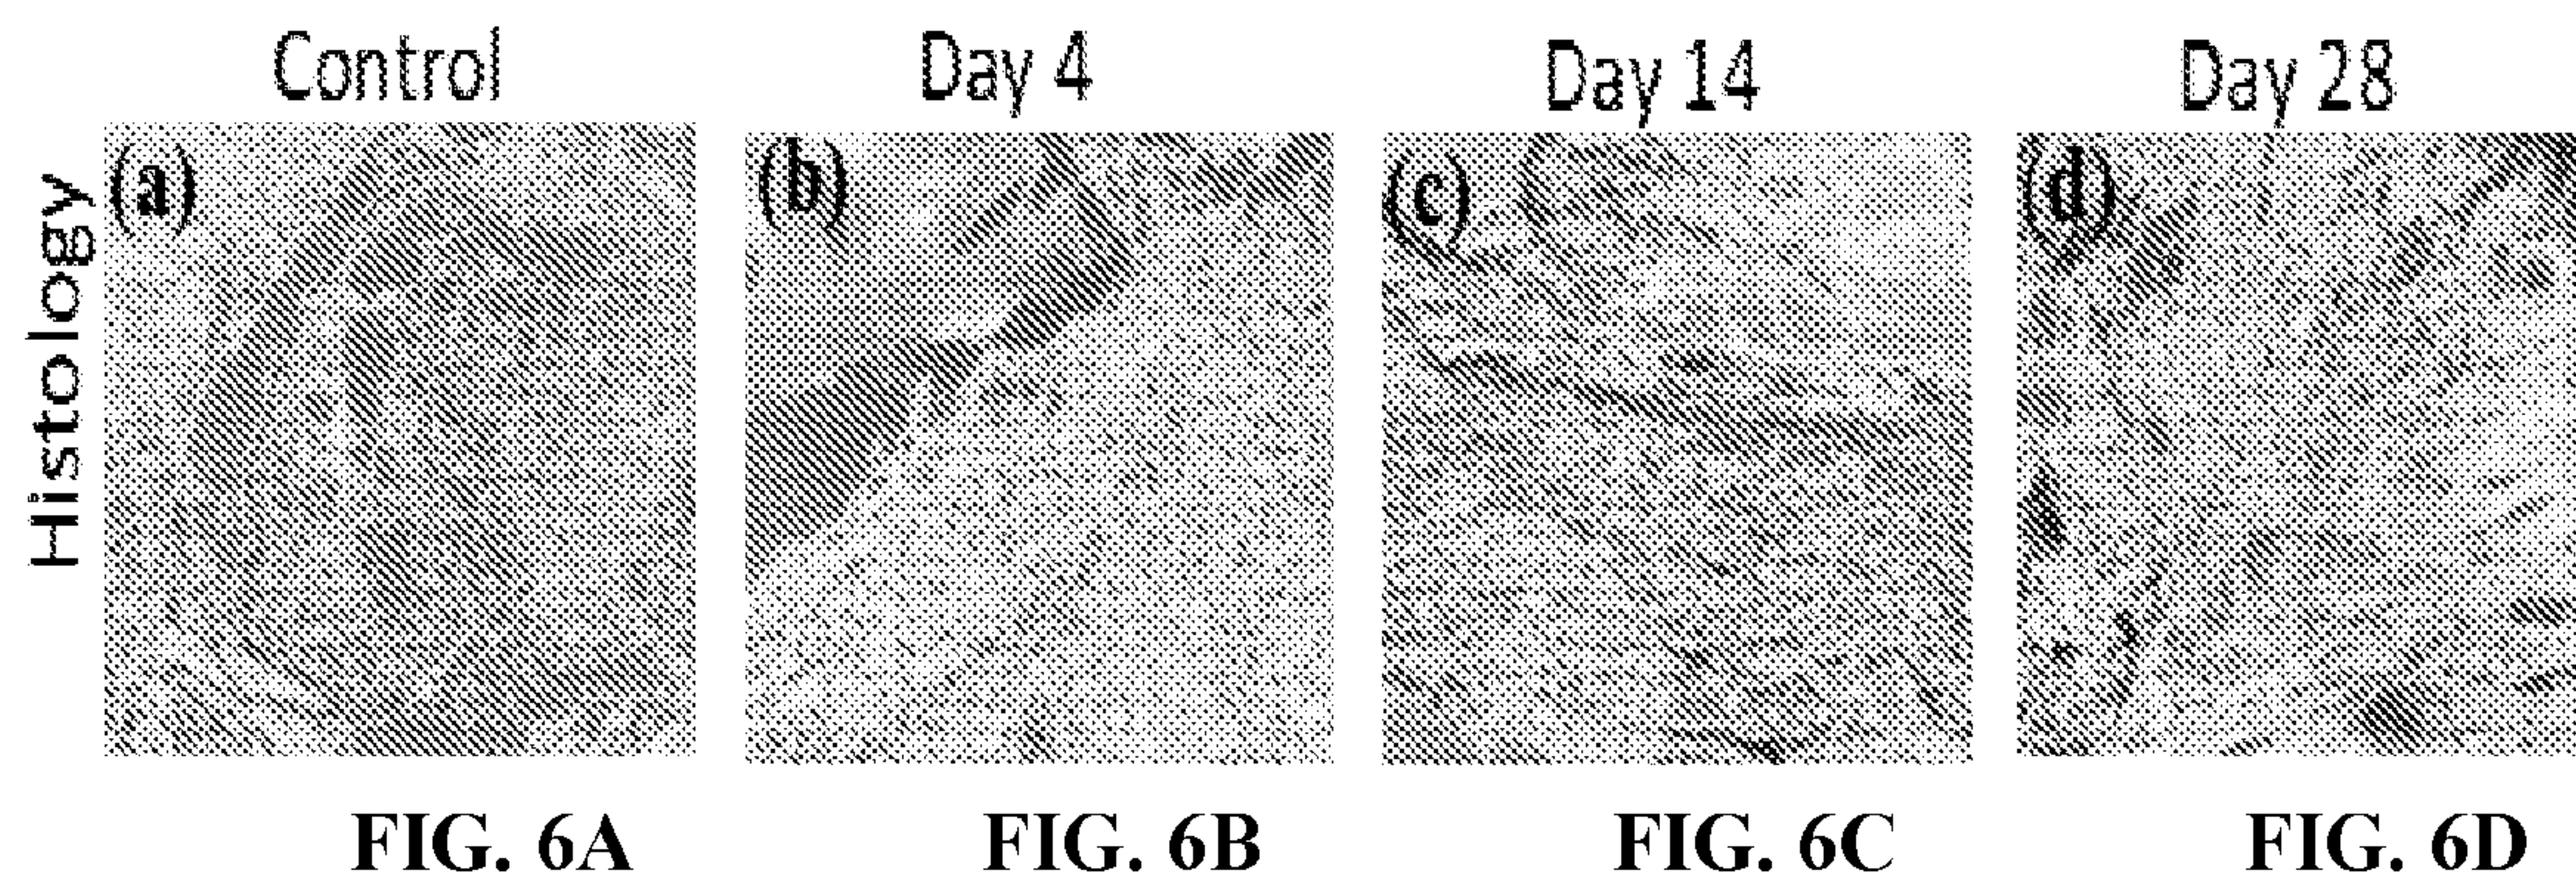 Control
Day 4
Day 14
Day 28
Histology
(a)
(b)
(c)
(d)
FIG. 6A
FIG. 6B
FIG. 6C
FIG. 6D